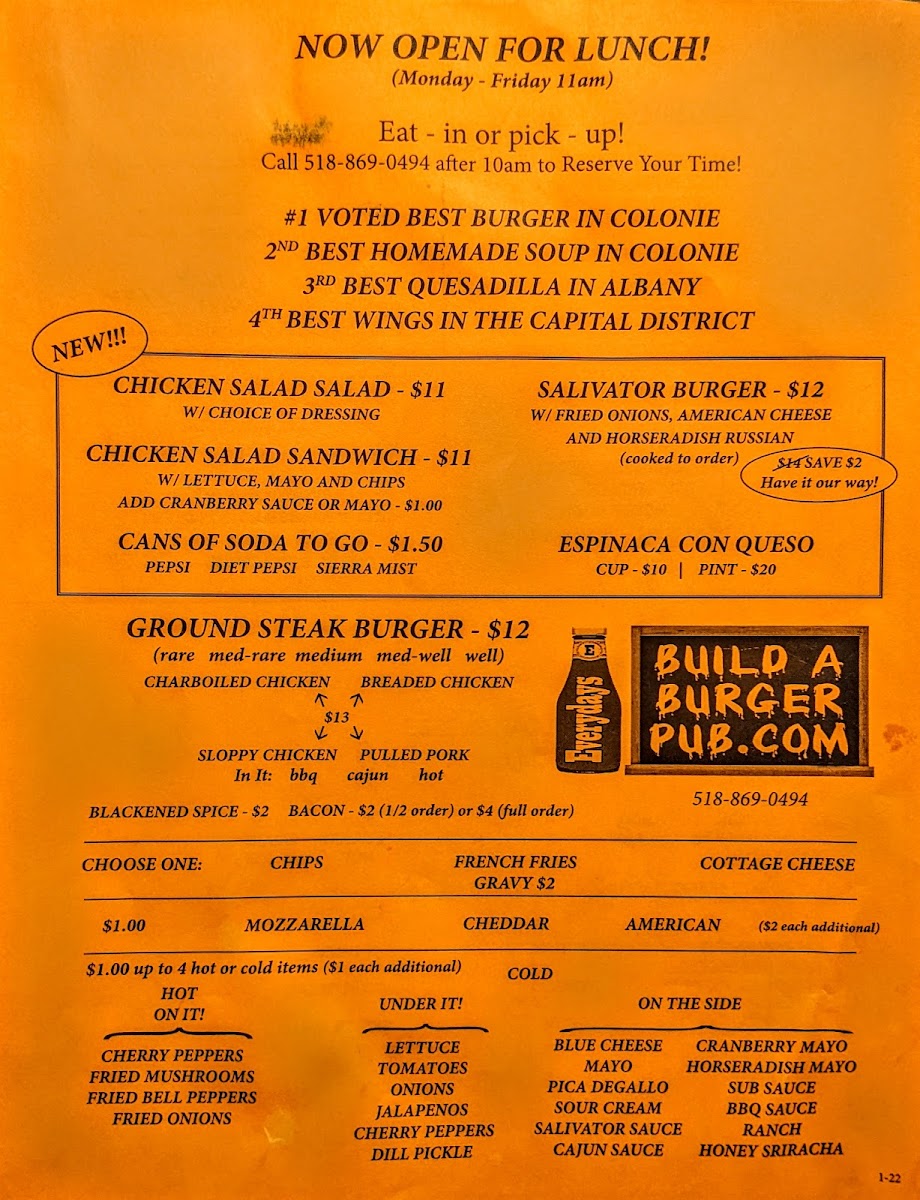 NOW OPEN FOR LUNCH!
(Monday - Friday 11am)
Eat - in or pick - up!
Call 518-869-0494 after 10am to Reserve Your Time!
#1 VOTED BEST BURGER IN COLONIE
2ND BEST HOMEMADE SOUP IN COLONIE
3RD BEST QUESADILLA IN ALBANY
4TH BEST WINGS IN THE CAPITAL DISTRICT
NEW!!!
CHICKEN SALAD SALAD - $11
W/ CHOICE OF DRESSING
CHICKEN SALAD SANDWICH - $11
W/ LETTUCE, MAYO AND CHIPS
ADD CRANBERRY SAUCE OR MAYO - $1.00
CANS OF SODA TO GO - $1.50
PEPSI DIET PEPSI SIERRA MIST
SALIVATOR BURGER - $12
W/ FRIED ONIONS, AMERICAN CHEESE
AND HORSERADISH RUSSIAN
(cooked to order)
$14 SAVE $2
Have it our way!
ESPINACA CON QUESO
CUP - $10 | PINT - $20
GROUND STEAK BURGER - $12
(rare med-rare medium med-well well)
CHARBOILED CHICKEN BREADED CHICKEN
$13
SLOPPY CHICKEN PULLED PORK
In It: bbq cajun hot
BLACKENED SPICE - $2 BACON - $2 (1/2 order) or $4 (full order)
E
Everydays
BUILD A
BURGER
PUB.COM
518-869-0494
CHOOSE ONE: CHIPS FRENCH FRIES COTTAGE CHEESE
GRAVY $2
$1.00 MOZZARELLA CHEDDAR AMERICAN ($2 each additional)
$1.00 up to 4 hot or cold items ($1 each additional) COLD
HOT
ON IT!
CHERRY PEPPERS
FRIED MUSHROOMS
FRIED BELL PEPPERS
FRIED ONIONS
UNDER IT!
LETTUCE
TOMATOES
ONIONS
JALAPENOS
CHERRY PEPPERS
DILL PICKLE
ON THE SIDE
BLUE CHEESE
MAYO
PICA DEGALLO
SOUR CREAM
SALIVATOR SAUCE
CAJUN SAUCE
CRANBERRY MAYO
HORSERADISH MAYO
SUB SAUCE
BBQ SAUCE
RANCH
HONEY SRIRACHA
1-22